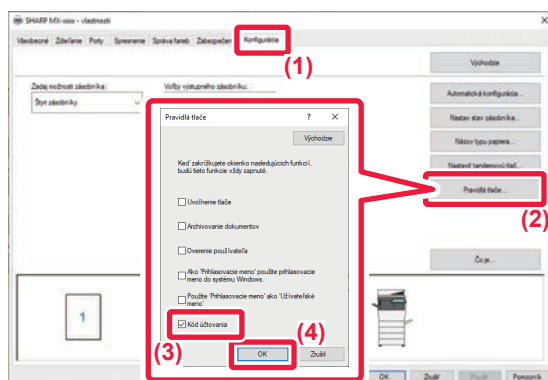 SHARP MX-xxxx - vlastnosti
Všeobecné Zdieľanie Porty Spresnenie Správa farieb Zabezpečen Konfigurácia
(1)
Východzie
Zadaj možnosti zásobníka:
Voľby výstupného zásobníku:
Štyri zásobníky
Automatická konfigurácia...
Nastav stav zásobníka...
Názov typu papiera...
Nastaviť tandemovú tlač...
Pravidlá tlače...
(2)
Čo je...
Pravidlá tlače ? ×
Východzie
Keď zakrížkujete okienko nasledujúcich funkcií,
budú tieto funkcie vždy zapnuté.
Uvoľnenie tlače
Archivovanie dokumentov
Overenie používateľa
Ako 'Prihlasovacie meno' použite prihlasovacie
meno do systému Windows.
Použite 'Prihlasovacie meno' ako 'Užívateľské
meno'
Kód účtovania
(3)
(4)
OK Zrušiť
1
OK Zrušiť Použiť Pomocník